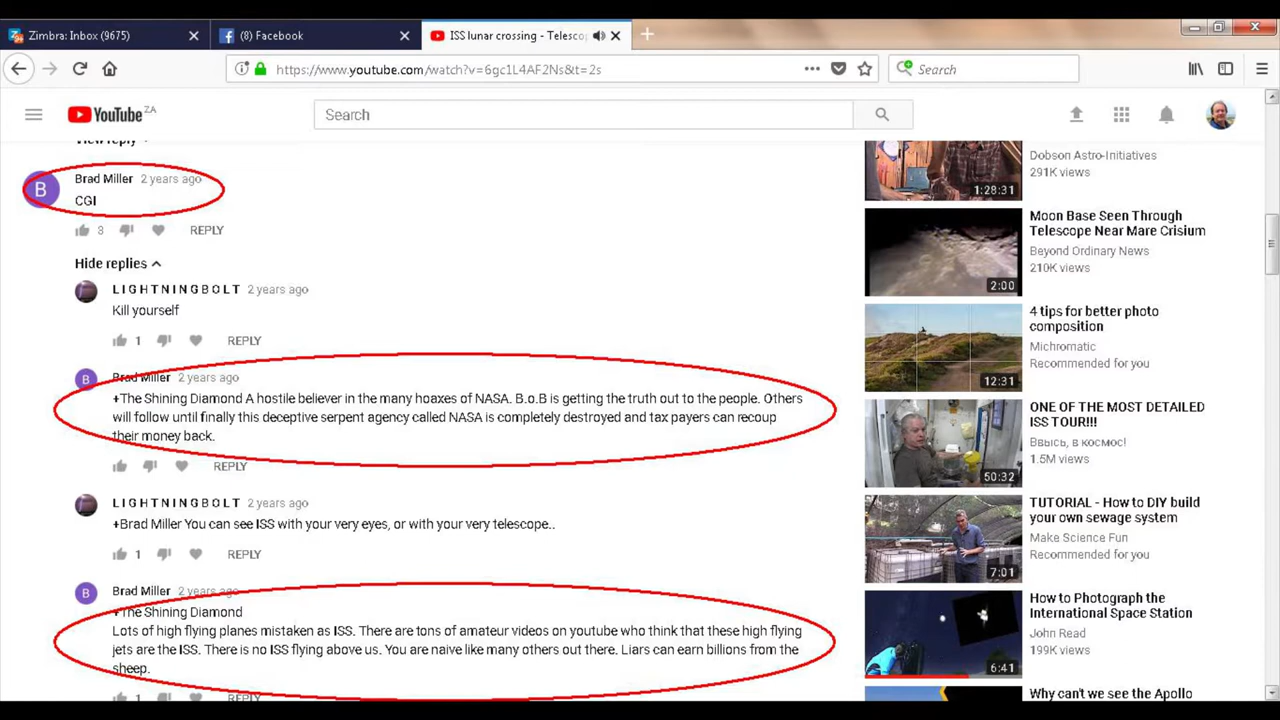 Zimbra: Inbox (9675)
(8) Facebook
ISS lunar crossing - Telescop
https://www.youtube.com/watch?v=6gc1L4AF2Ns&t=2s
Search
YouTube ZA
Search
View reply
Brad Miller 2 years ago
CGI
3 REPLY
Hide replies
L I G H T N I N G B O L T 2 years ago
Kill yourself
1 REPLY
Brad Miller 2 years ago
+The Shining Diamond A hostile believer in the many hoaxes of NASA. B.o.B is getting the truth out to the people. Others
will follow until finally this deceptive serpent agency called NASA is completely destroyed and tax payers can recoup
their money back.
REPLY
L I G H T N I N G B O L T 2 years ago
+Brad Miller You can see ISS with your very eyes, or with your very telescope..
1 REPLY
Brad Miller 2 years ago
+The Shining Diamond
Lots of high flying planes mistaken as ISS. There are tons of amateur videos on youtube who think that these high flying
jets are the ISS. There is no ISS flying above us. You are naive like many others out there. Liars can earn billions from the
sheep.
1 REPLY
1:28:31
Dobson Astro-Initiatives
291K views
Moon Base Seen Through
Telescope Near Mare Crisium
Beyond Ordinary News
210K views
2:00
4 tips for better photo
composition
Michromatic
Recommended for you
12:31
ONE OF THE MOST DETAILED
ISS TOUR!!!
Ввысь, в космос!
1.5M views
50:32
TUTORIAL - How to DIY build
your own sewage system
Make Science Fun
Recommended for you
7:01
How to Photograph the
International Space Station
John Read
199K views
6:41
Why can't we see the Apollo